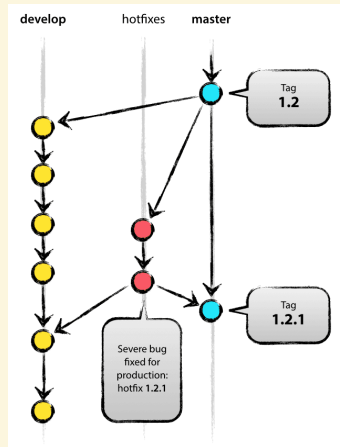 develop hotfixes master
Tag
1.2
Tag
1.2.1
Severe bug
fixed for
production:
hotfix 1.2.1